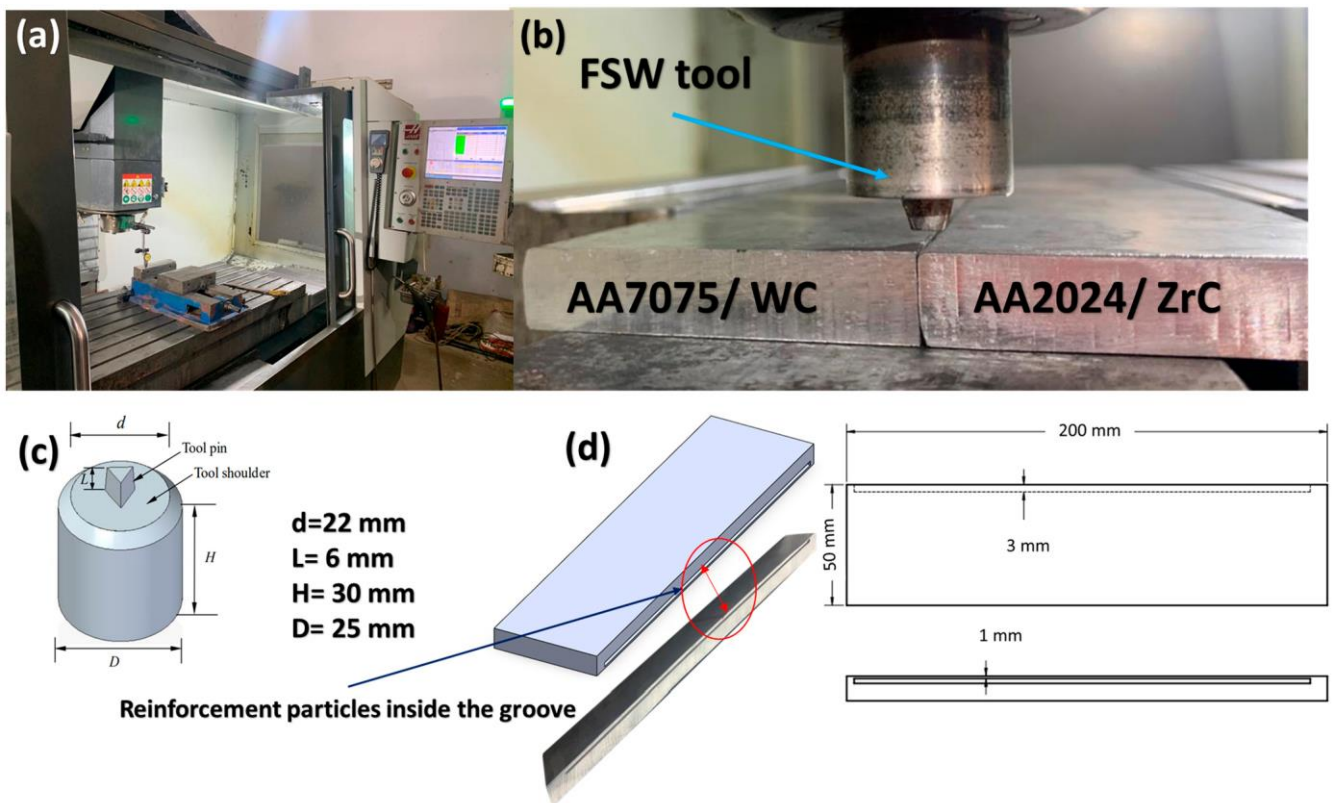 (a)
(b)
FSW tool
AA7075/ WC
AA2024/ ZrC
(c)
d
Tool pin
Tool shoulder
L
H
D
d=22 mm
L= 6 mm
H= 30 mm
D= 25 mm
(d)
Reinforcement particles inside the groove
200 mm
50 mm
3 mm
1 mm